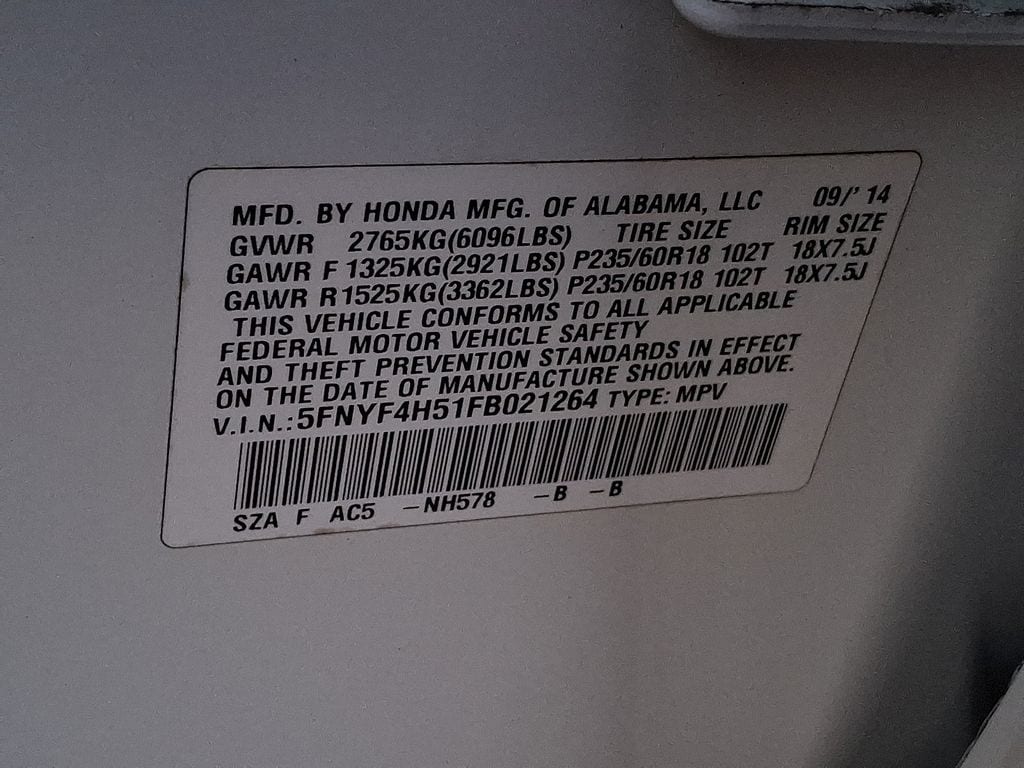 MFD. BY HONDA MFG. OF ALABAMA, LLC 09/' 14
GVWR 2765KG(6096LBS) TIRE SIZE RIM SIZE
GAWR F 1325KG(2921LBS) P235/60R18 102T 18X7.5J
GAWR R 1525KG(3362LBS) P235/60R18 102T 18X7.5J
THIS VEHICLE CONFORMS TO ALL APPLICABLE
FEDERAL MOTOR VEHICLE SAFETY
AND THEFT PREVENTION STANDARDS IN EFFECT
ON THE DATE OF MANUFACTURE SHOWN ABOVE.
V.I.N.: 5FNYF4H51FB021264 TYPE: MPV
SZA F AC5 -NH578 -B -B